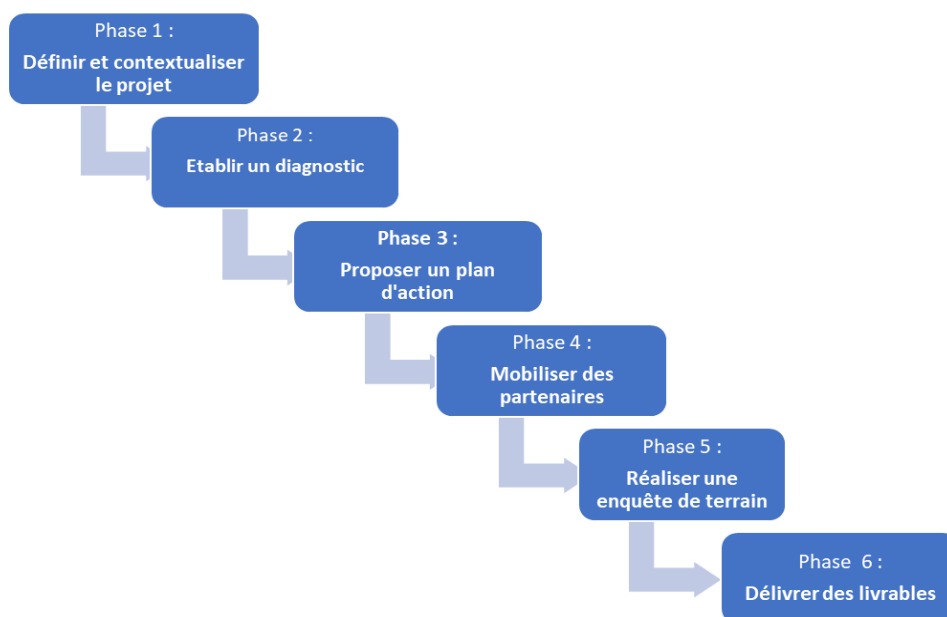 Phase 1 :
Définir et contextualiser
le projet
Phase 2 :
Etablir un diagnostic
Phase 3 :
Proposer un plan
d'action
Phase 4 :
Mobiliser des
partenaires
Phase 5 :
Réaliser une
enquête de terrain
Phase 6 :
Délivrer des livrables